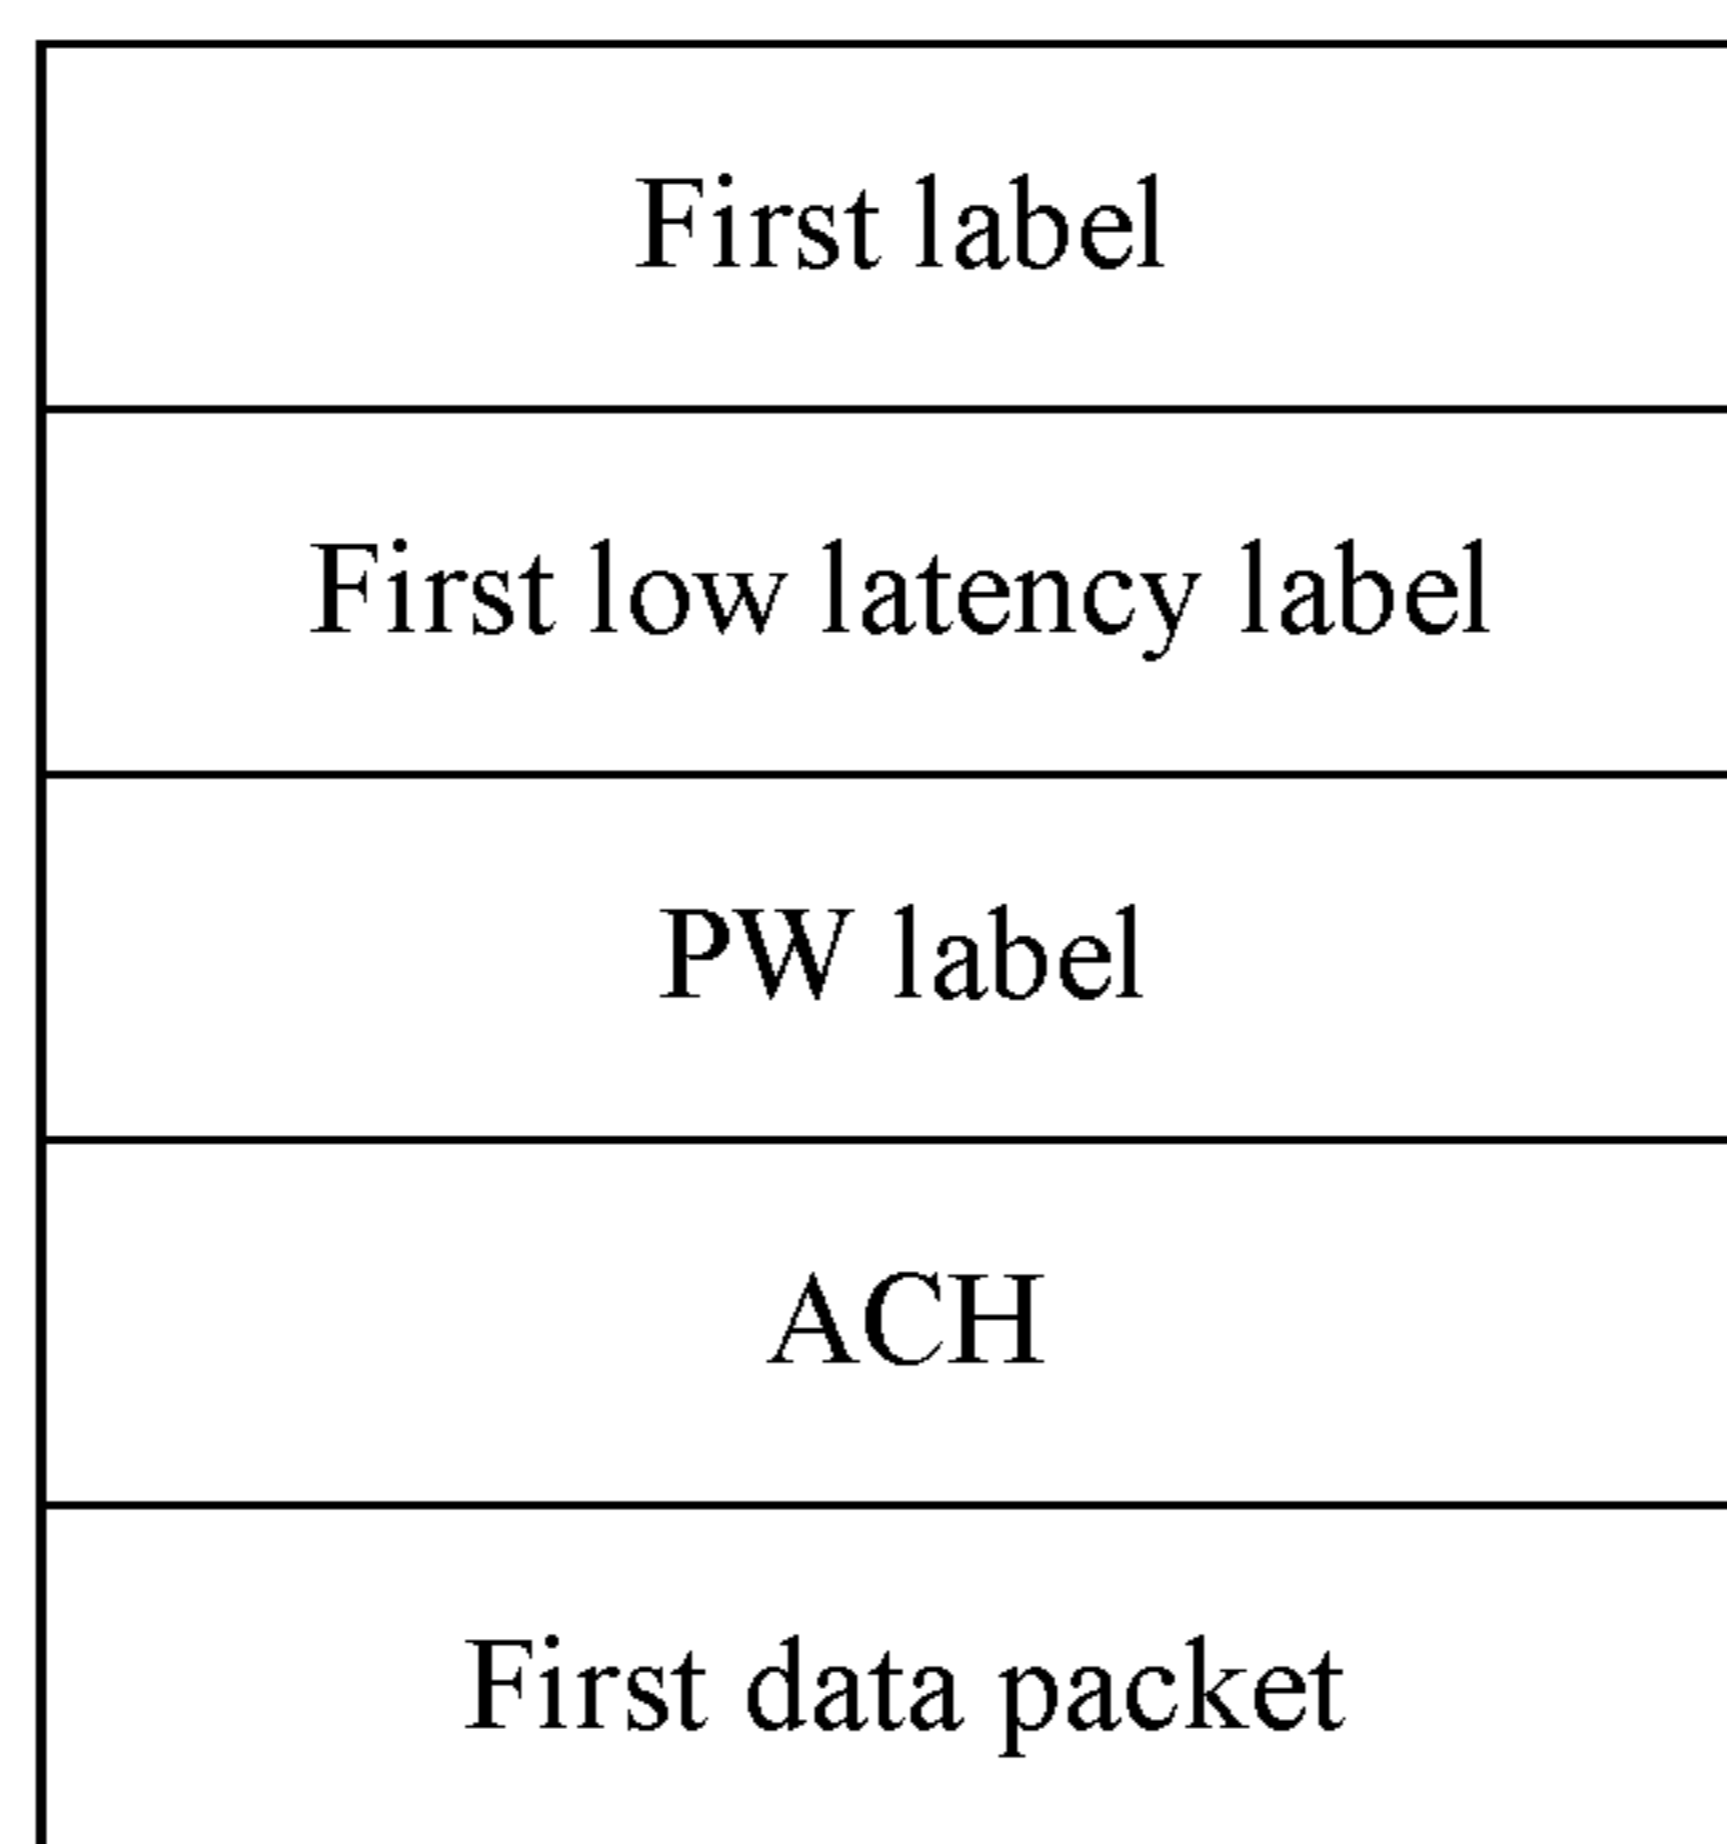 First label
First low latency label
PW label
ACH
First data packet